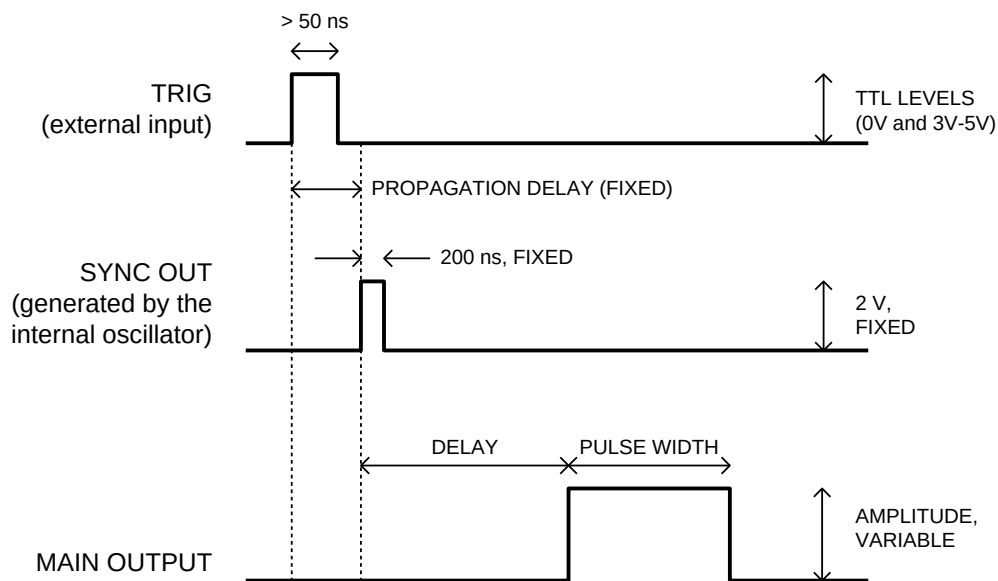 > 50 ns
TRIG
(external input)
TTL LEVELS
(0V and 3V-5V)
PROPAGATION DELAY (FIXED)
200 ns, FIXED
SYNC OUT
(generated by the
internal oscillator)
2 V,
FIXED
DELAY
PULSE WIDTH
AMPLITUDE,
VARIABLE
MAIN OUTPUT